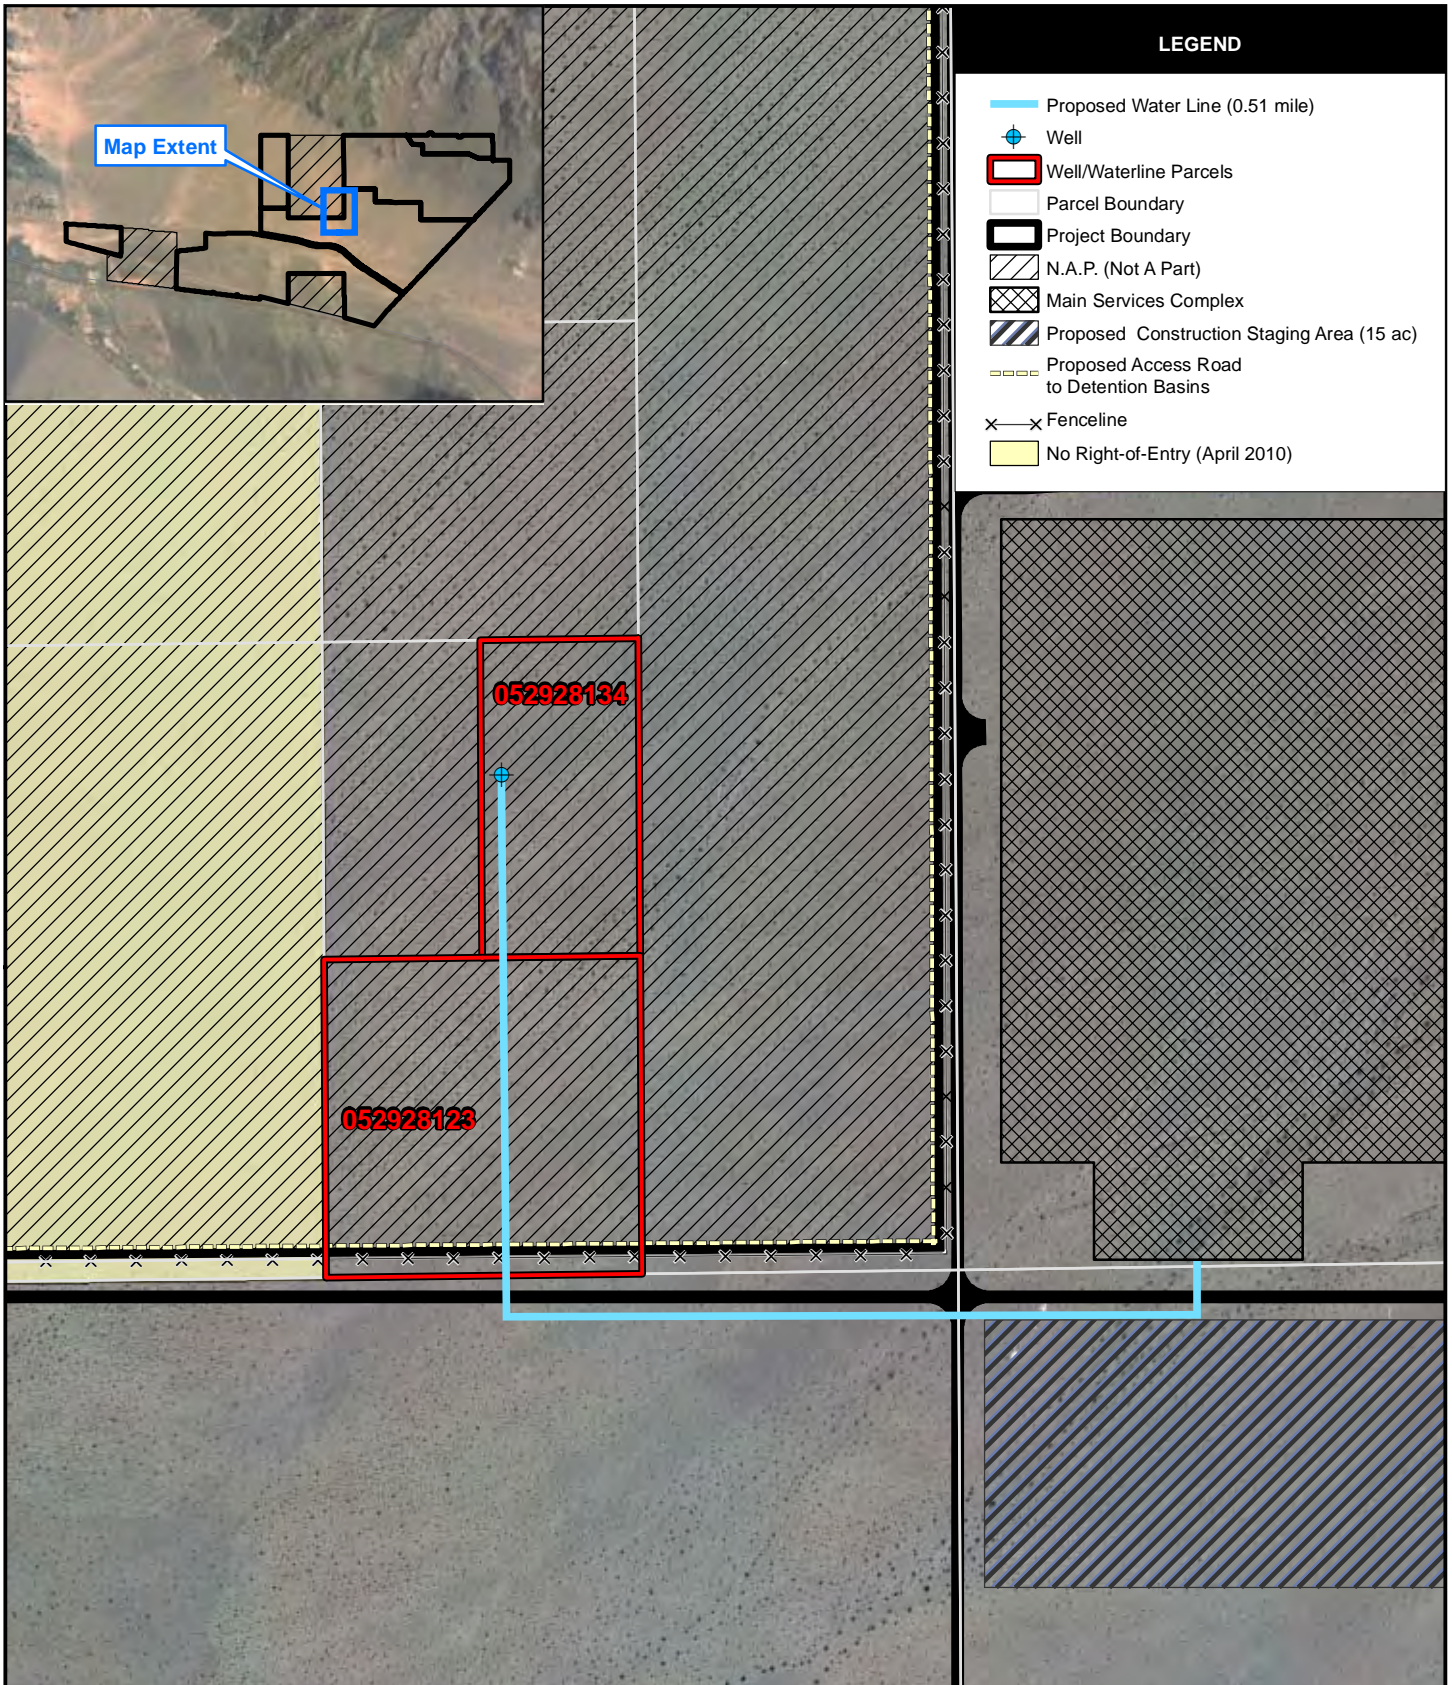 LEGEND
Proposed Water Line (0.51 mile)
Well
Well/Waterline Parcels
Parcel Boundary
Project Boundary
N.A.P. (Not A Part)
Main Services Complex
Proposed Construction Staging Area (15 ac)
Proposed Access Road
to Detention Basins
Fenceline
No Right-of-Entry (April 2010)
Map Extent
052928134
052928123